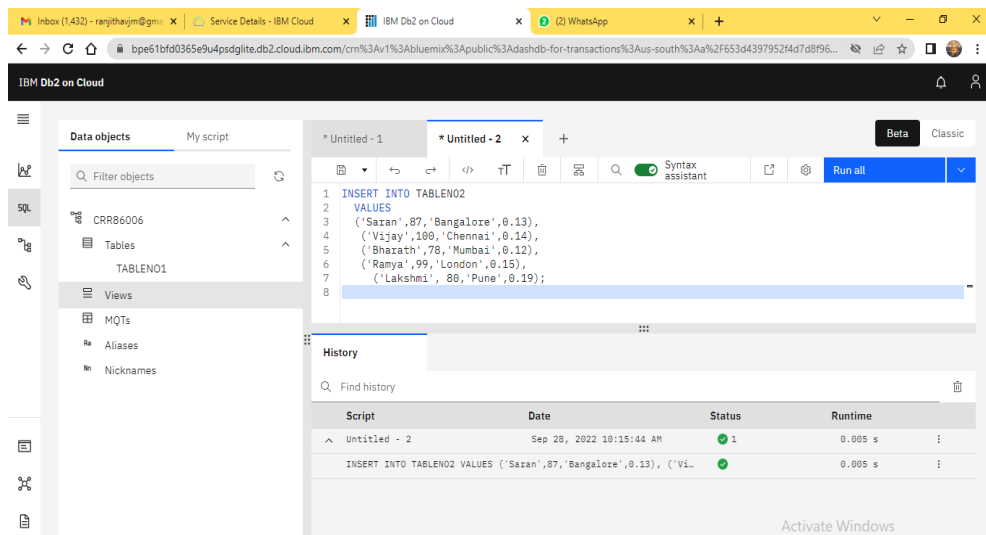 Inbox (1,432) - ranjithavjm@gma
Service Details - IBM Cloud
IBM Db2 on Cloud
(2) WhatsApp
bpe61bfd0365e9u4psdglite.db2.cloud.ibm.com/crn%3Av1%3Abluemix%3Apublic%3Adashdb-for-transactions%3Aus-south%3Aa%2F653d4397952f4d7d8f96...
IBM Db2 on Cloud
Data objects My script
Filter objects
SQL
CRR86006
Tables
TABLENO1
Views
MQTs
Aa Aliases
Nn Nicknames
* Untitled - 1 * Untitled - 2 × +
Beta Classic
Syntax assistant
Run all
1 INSERT INTO TABLENO2
2 VALUES
3 ('Saran',87,'Bangalore',0.13),
4 ('Vijay',100,'Chennai',0.14),
5 ('Bharath',78,'Mumbai',0.12),
6 ('Ramya',99,'London',0.15),
7 ('Lakshmi', 80,'Pune',0.19);
8
History
Find history
Script Date Status Runtime
Untitled - 2 Sep 28, 2022 10:15:44 AM 1 0.005 s
INSERT INTO TABLENO2 VALUES ('Saran',87,'Bangalore',0.13), ('Vi… 0.005 s
Activate Windows